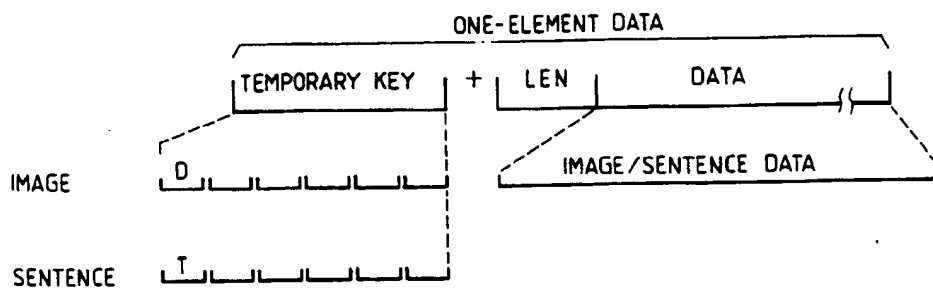 ONE-ELEMENT DATA
TEMPORARY KEY + LEN DATA
IMAGE D IMAGE/SENTENCE DATA
SENTENCE T